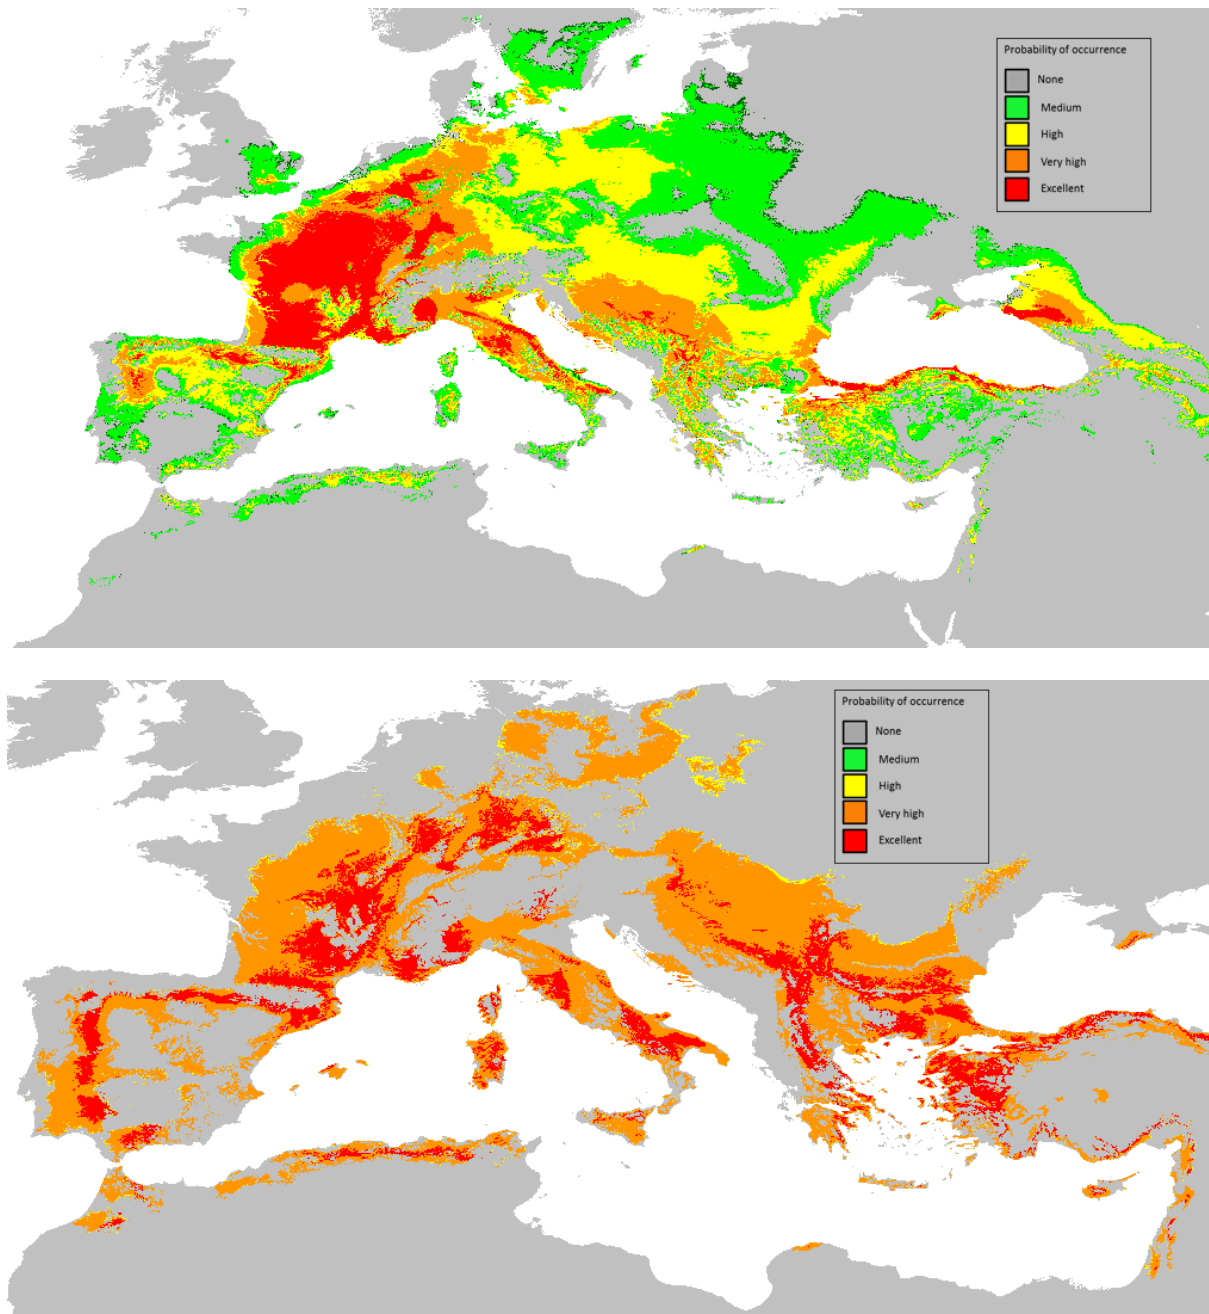 Probability of occurrence
None
Medium
High
Very high
Excellent
Probability of occurrence
None
Medium
High
Very high
Excellent